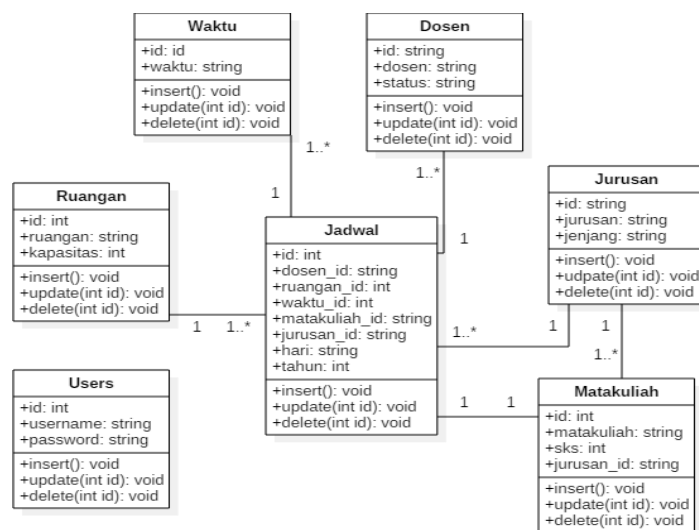 Waktu
+id: id
+waktu: string
+insert(): void
+update(int id): void
+delete(int id): void
1..*
1
Dosen
+id: string
+dosen: string
+status: string
+insert(): void
+update(int id): void
+delete(int id): void
1..*
1
Ruangan
+id: int
+ruangan: string
+kapasitas: int
+insert(): void
+update(int id): void
+delete(int id): void
1
1..*
Jadwal
+id: int
+dosen_id: string
+ruangan_id: int
+waktu_id: int
+matakuliah_id: string
+jurusan_id: string
+hari: string
+tahun: int
+insert(): void
+update(int id): void
+delete(int id): void
Jurusan
+id: string
+jurusan: string
+jenjang: string
+insert(): void
+udpate(int id): void
+delete(int id): void
1..*
1
1
1..*
1
1
Users
+id: int
+username: string
+password: string
+insert(): void
+update(int id): void
+delete(int id): void
Matakuliah
+id: int
+matakuliah: string
+sks: int
+jurusan_id: string
+insert(): void
+update(int id): void
+delete(int id): void